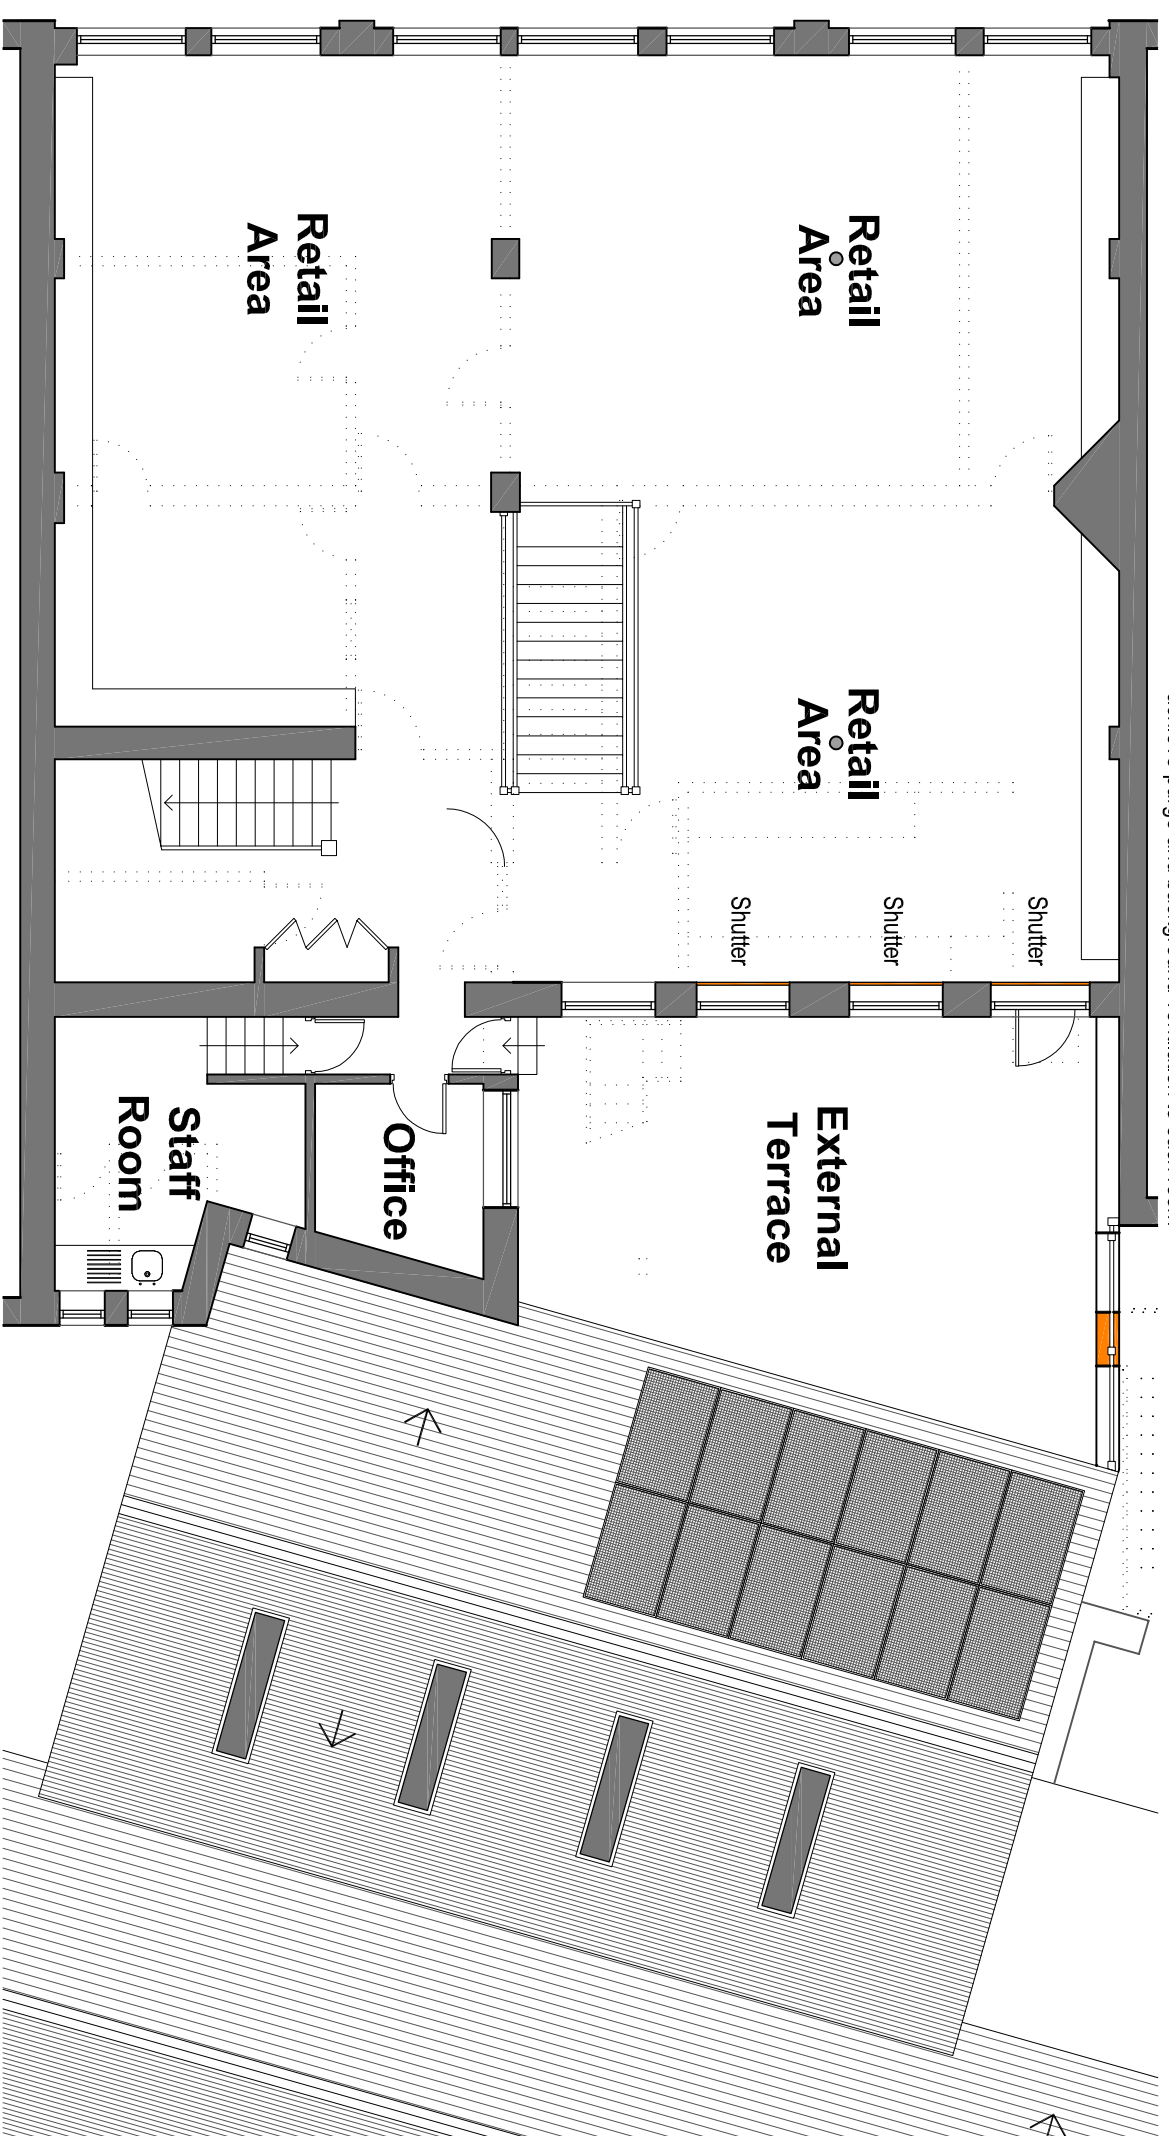 Retail
Area
Retail
Area
Retail
Area
Shutter
Shutter
Shutter
External
Terrace
Office
Staff
Room